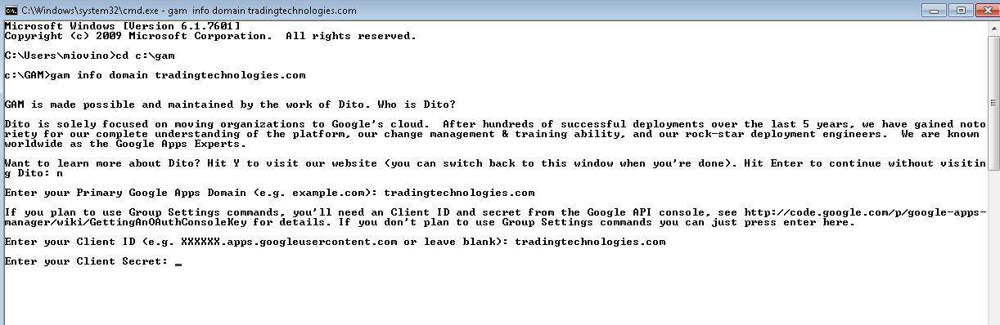 C:\Windows\system32\cmd.exe - gam  info domain tradingtechnologies.com
Microsoft Windows [Version 6.1.7601]
Copyright (c) 2009 Microsoft Corporation.  All rights reserved.
C:\Users\miovino>cd c:\gam
c:\GAM>gam info domain tradingtechnologies.com
GAM is made possible and maintained by the work of Dito. Who is Dito?
Dito is solely focused on moving organizations to Google's cloud.  After hundreds of successful deployments over the last 5 years, we have gained noto
riety for our complete understanding of the platform, our change management & training ability, and our rock-star deployment engineers.  We are known
worldwide as the Google Apps Experts.
Want to learn more about Dito? Hit Y to visit our website (you can switch back to this window when you're done). Hit Enter to continue without visitin
g Dito: n
Enter your Primary Google Apps Domain (e.g. example.com): tradingtechnologies.com
If you plan to use Group Settings commands, you'll need an Client ID and secret from the Google API console, see http://code.google.com/p/google-apps-
manager/wiki/GettingAnOAuthConsoleKey for details. If you don't plan to use Group Settings commands you can just press enter here.
Enter your Client ID (e.g. XXXXXX.apps.googleusercontent.com or leave blank): tradingtechnologies.com
Enter your Client Secret: _